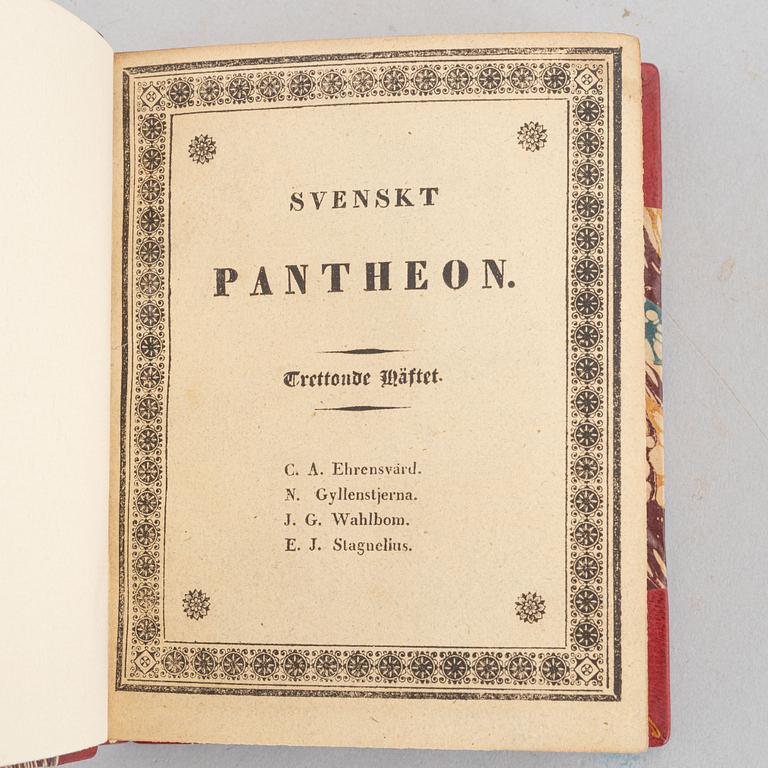 SVENSKT
PANTHEON.
Trettonde Häftet.
C. A. Ehrensvärd.
N. Gyllenstjerna.
J. G. Wahlbom.
E. J. Stagnelius.